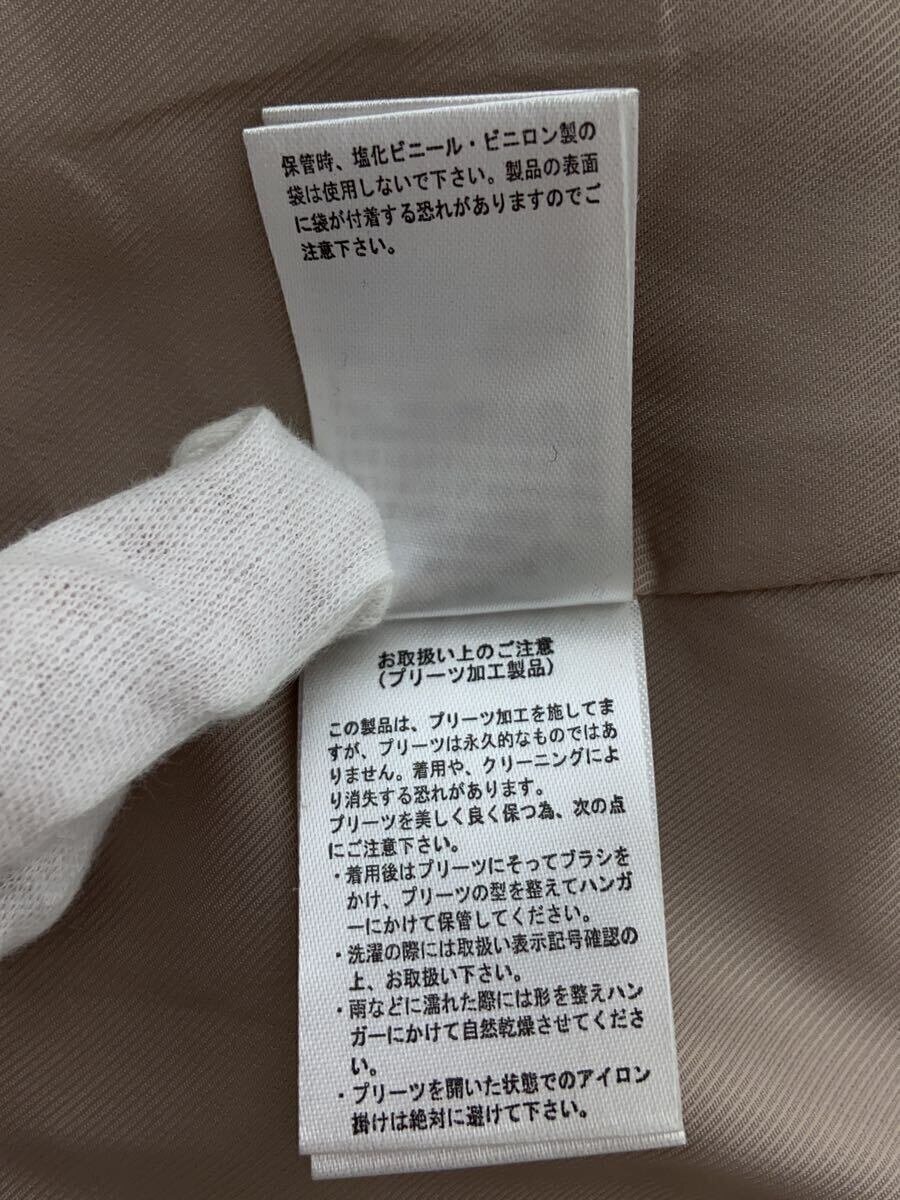 保管時、塩化ビニール・ビニロン製の
袋は使用しないで下さい。製品の表面
に袋が付着する恐れがありますのでご
注意下さい。
お取扱い上のご注意
(プリーツ加工製品)
この製品は、プリーツ加工を施してま
すが、プリーツは永久的なものではあ
りません。着用や、クリーニングによ
り消失する恐れがあります。
プリーツを美しく良く保つ為、次の点
にご注意下さい。
・着用後はプリーツにそってブラシを
かけ、プリーツの型を整えてハンガ
ーにかけて保管してください。
・洗濯の際には取扱い表示記号確認の
上、お取扱い下さい。
・雨などに濡れた際には形を整えハン
ガーにかけて自然乾燥させてくださ
い。
・プリーツを開いた状態でのアイロン
掛けは絶対に避けて下さい。